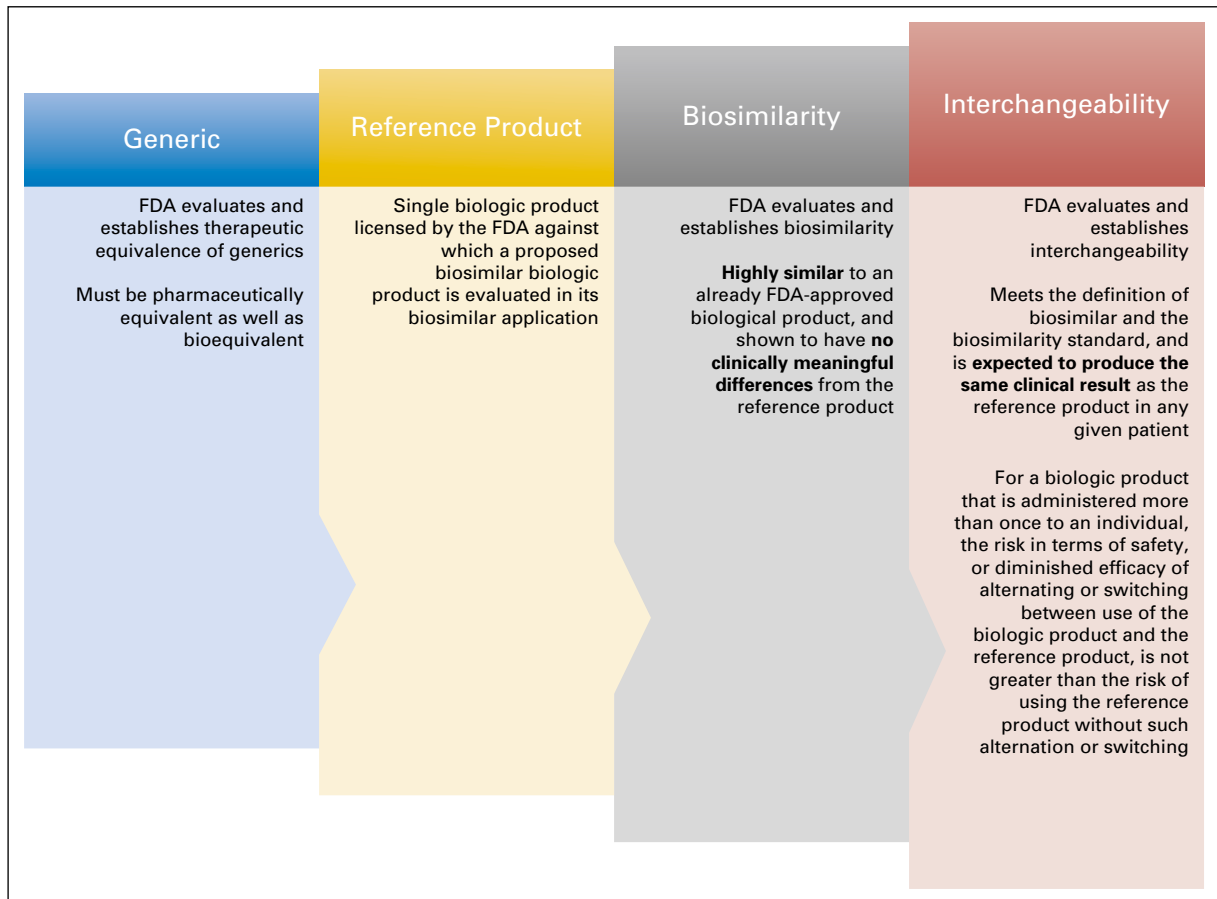 Generic
FDA evaluates and
establishes therapeutic
equivalence of generics
Must be pharmaceutically
equivalent as well as
bioequivalent
Reference Product
Single biologic product
licensed by the FDA against
which a proposed
biosimilar biologic
product is evaluated in its
biosimilar application
Biosimilarity
FDA evaluates and
establishes biosimilarity
Highly similar to an
already FDA-approved
biological product, and
shown to have no
clinically meaningful
differences from the
reference product
Interchangeability
FDA evaluates and
establishes
interchangeability
Meets the definition of
biosimilar and the
biosimilarity standard, and
is expected to produce the
same clinical result as the
reference product in any
given patient
For a biologic product
that is administered more
than once to an individual,
the risk in terms of safety,
or diminished efficacy of
alternating or switching
between use of the
biologic product and the
reference product, is not
greater than the risk of
using the reference
product without such
alternation or switching